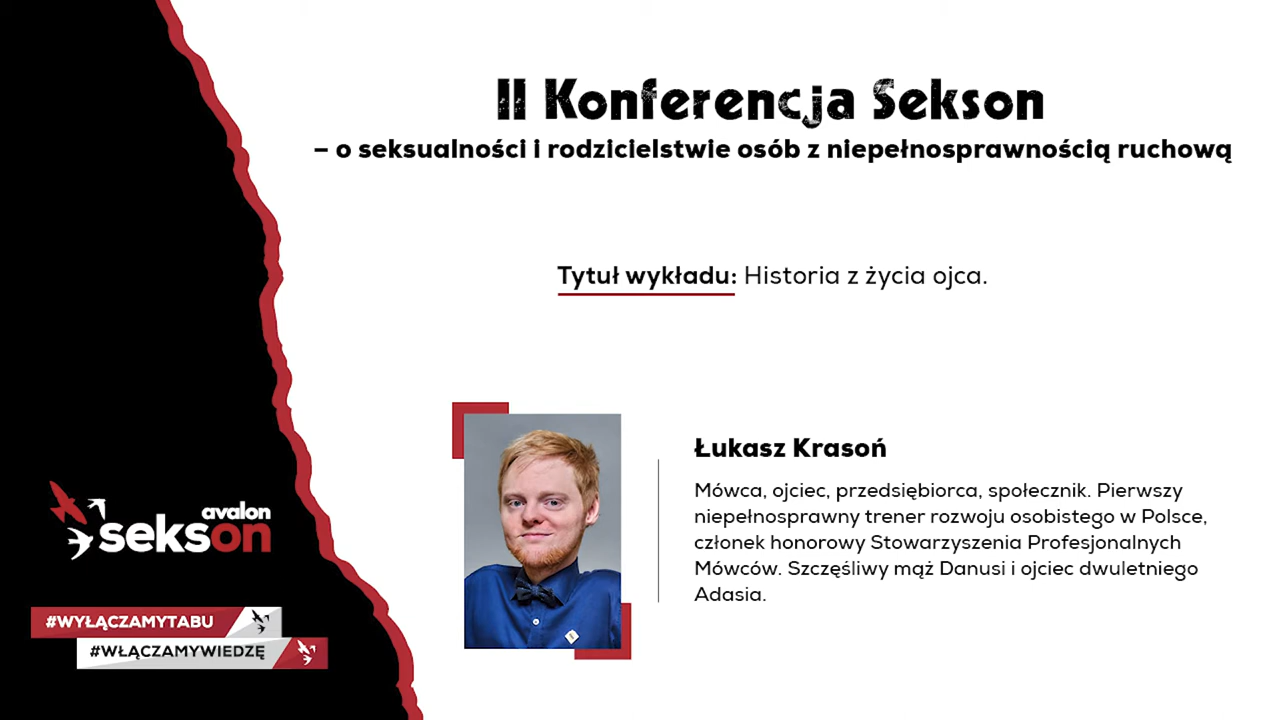 II Konferencja Sekson
– o seksualności i rodzicielstwie osób z niepełnosprawnością ruchową
Tytuł wykładu: Historia z życia ojca.
Łukasz Krasoń
Mówca, ojciec, przedsiębiorca, społecznik. Pierwszy
niepełnosprawny trener rozwoju osobistego w Polsce,
członek honorowy Stowarzyszenia Profesjonalnych
Mówców. Szczęśliwy mąż Danusi i ojciec dwuletniego
Adasia.
avalon
sekson
#WYŁĄCZAMYTABU
#WŁĄCZAMYWIEDZĘ